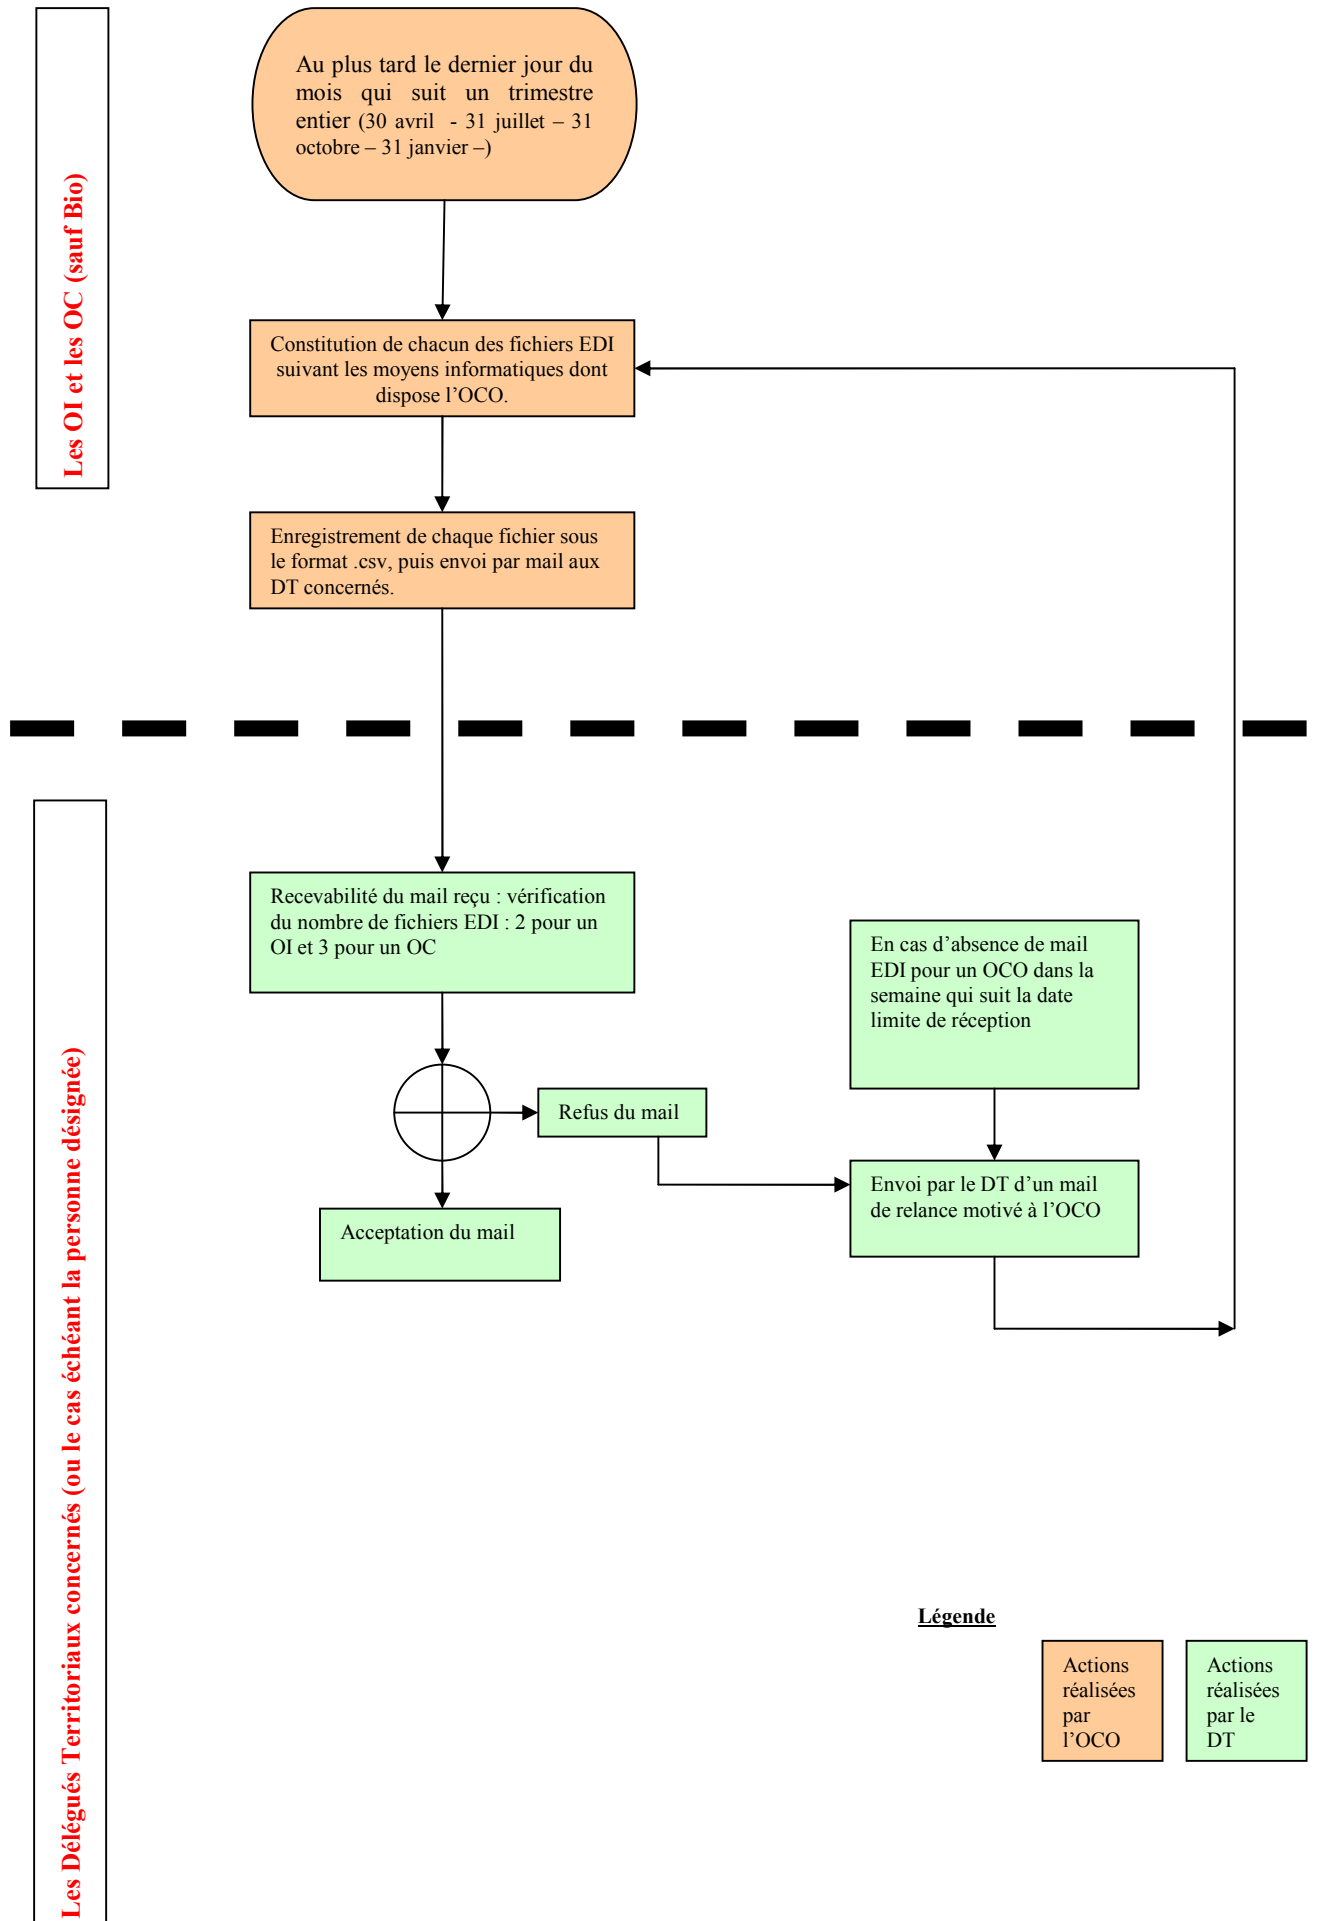 Les OI et les OC (sauf Bio)
Au plus tard le dernier jour du
mois qui suit un trimestre
entier (30 avril - 31 juillet – 31
octobre – 31 janvier –)
Constitution de chacun des fichiers EDI
suivant les moyens informatiques dont
dispose l’OCO.
Enregistrement de chaque fichier sous
le format .csv, puis envoi par mail aux
DT concernés.
Les Délégués Territoriaux concernés (ou le cas échéant la personne désignée)
Recevabilité du mail reçu : vérification
du nombre de fichiers EDI : 2 pour un
OI et 3 pour un OC
En cas d’absence de mail
EDI pour un OCO dans la
semaine qui suit la date
limite de réception
Refus du mail
Envoi par le DT d’un mail
de relance motivé à l’OCO
Acceptation du mail
Légende
Actions
réalisées
par
l’OCO
Actions
réalisées
par le
DT